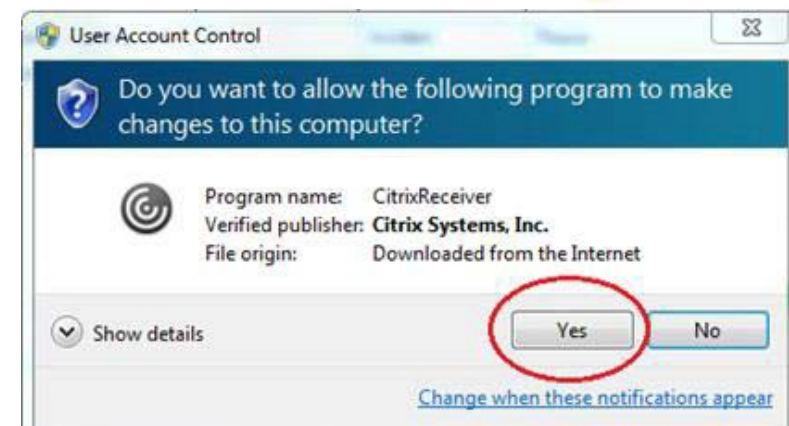 User Account Control
Do you want to allow the following program to make
changes to this computer?
Program name: CitrixReceiver
Verified publisher: Citrix Systems, Inc.
File origin: Downloaded from the Internet
Show details
Yes No
Change when these notifications appear